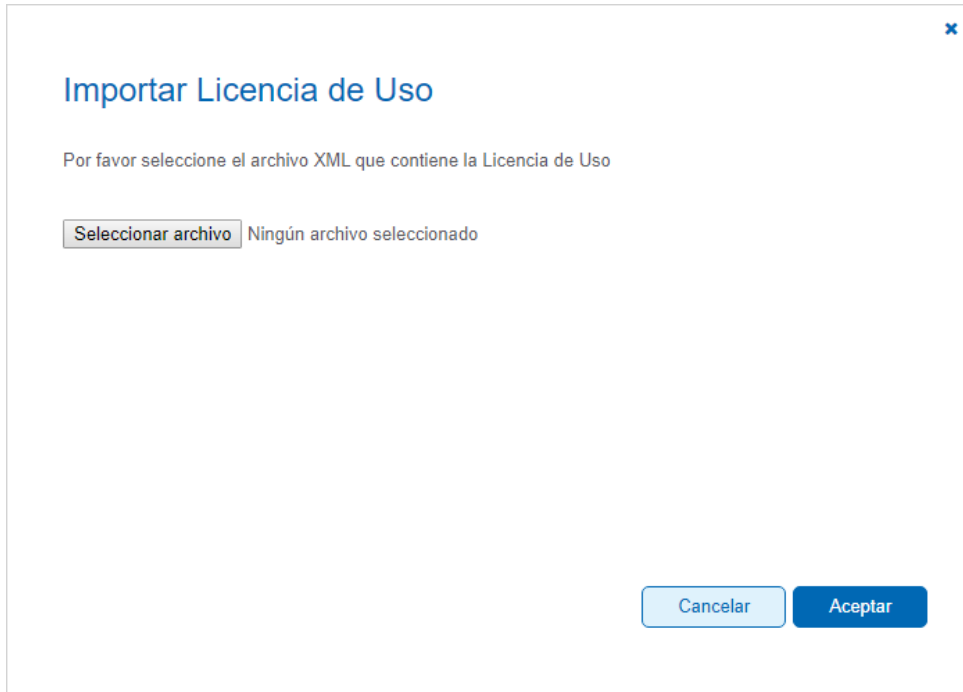 Importar Licencia de Uso
Por favor seleccione el archivo XML que contiene la Licencia de Uso
Seleccionar archivo Ningún archivo seleccionado
Cancelar Aceptar